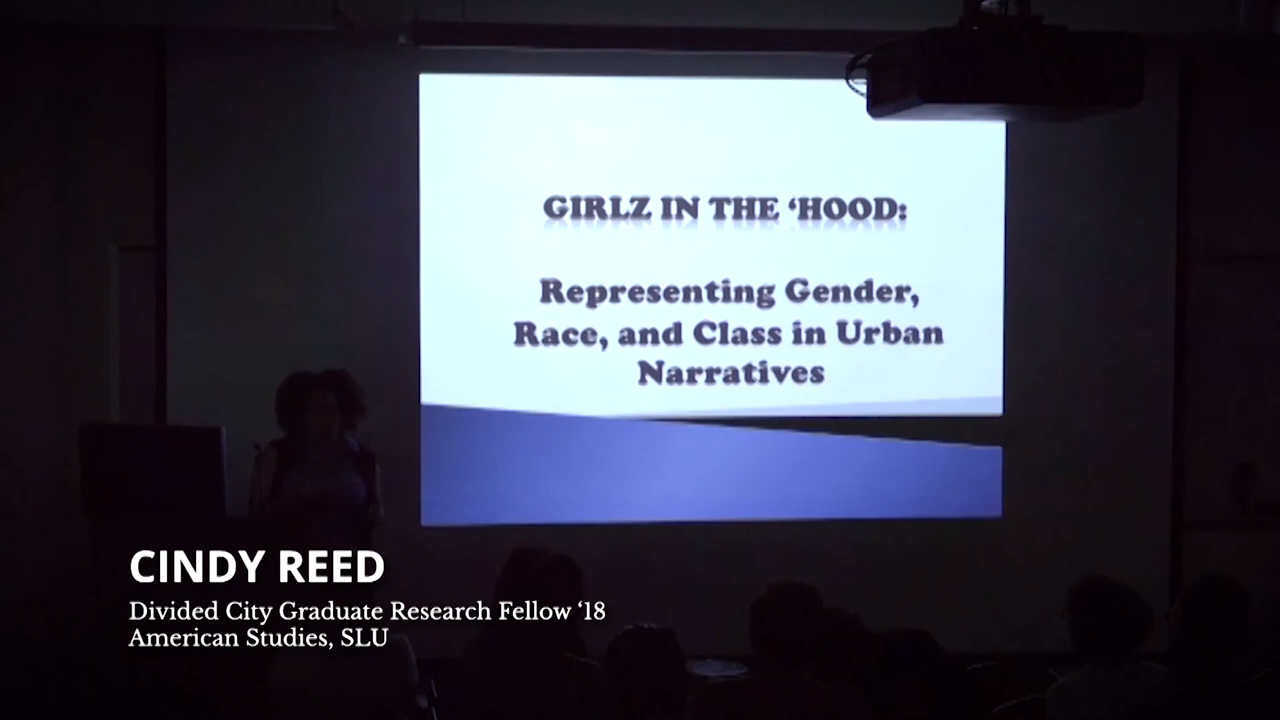 GIRLZ IN THE ‘HOOD:
Representing Gender,
Race, and Class in Urban
Narratives
CINDY REED
Divided City Graduate Research Fellow ‘18
American Studies, SLU